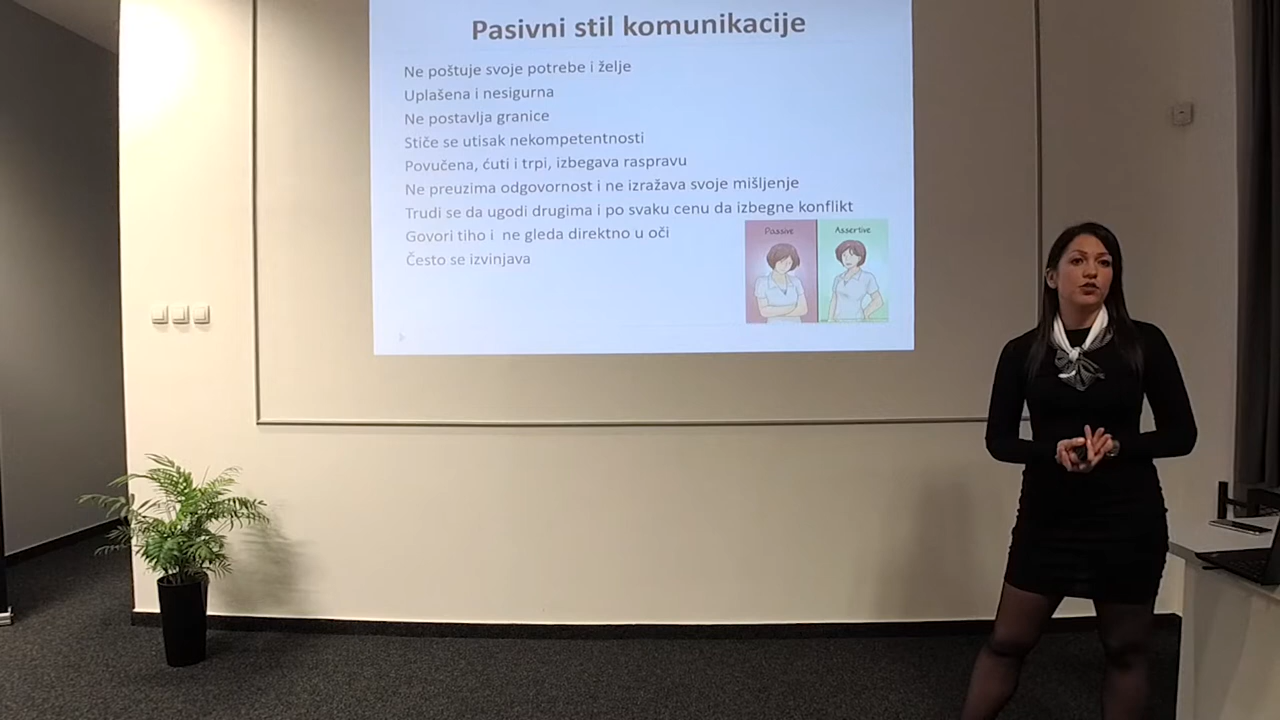 Pasivni stil komunikacije
Ne poštuje svoje potrebe i želje
Uplašena i nesigurna
Ne postavlja granice
Stiče se utisak nekompetentnosti
Povučena, ćuti i trpi, izbegava raspravu
Ne preuzima odgovornost i ne izražava svoje mišljenje
Trudi se da ugodi drugima i po svaku cenu da izbegne konflikt
Govori tiho i ne gleda direktno u oči
Često se izvinjava
Passive
Assertive